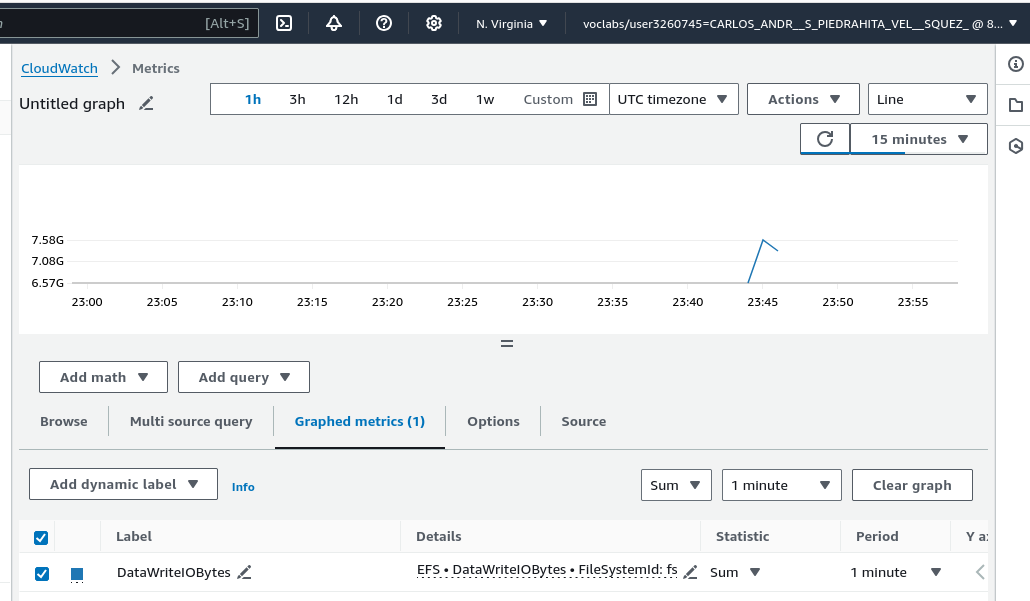 [Alt+S] N. Virginia voclabs/user3260745=CARLOS_ANDR__S_PIEDRAHITA_VEL__SQUEZ_ @ 8...
CloudWatch Metrics
Untitled graph 1h 3h 12h 1d 3d 1w Custom UTC timezone Actions Line
15 minutes
7.58G
7.08G
6.57G
23:00 23:05 23:10 23:15 23:20 23:25 23:30 23:35 23:40 23:45 23:50 23:55
Add math Add query
Browse Multi source query Graphed metrics (1) Options Source
Add dynamic label Info Sum 1 minute Clear graph
Label Details Statistic Period Y a
DataWriteIOBytes EFS • DataWriteIOBytes • FileSystemId: fs Sum 1 minute